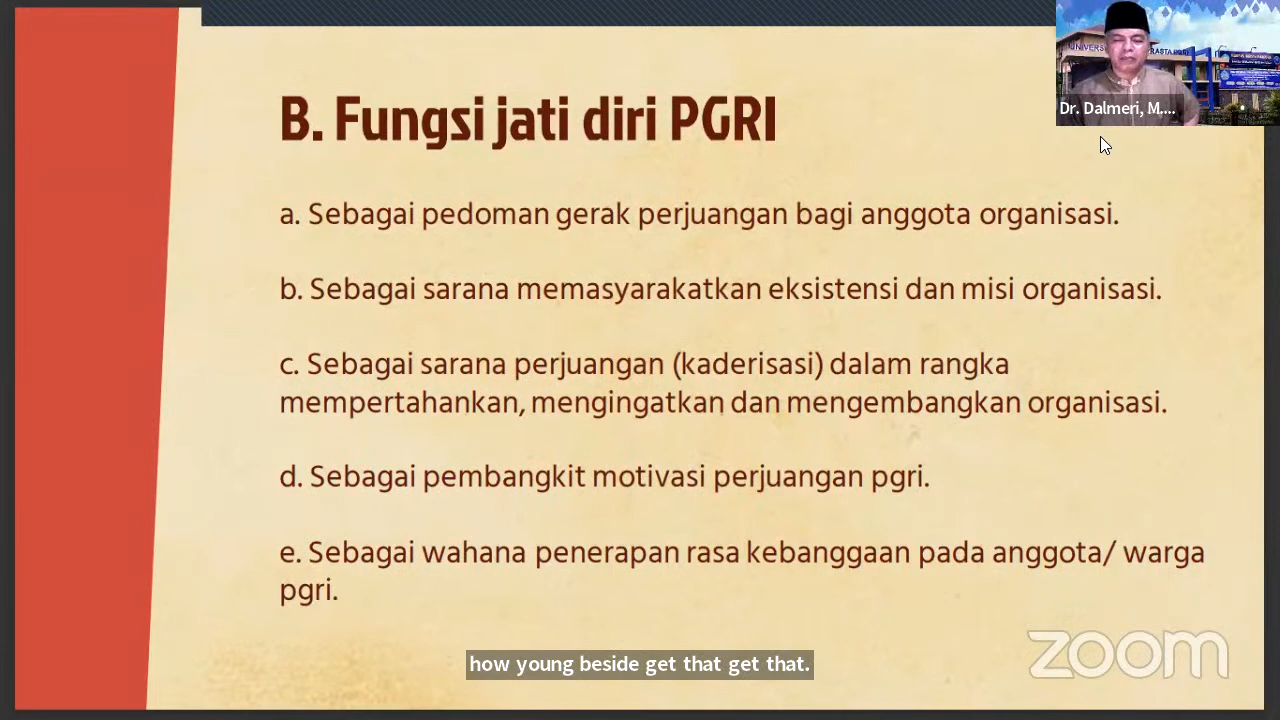 B. Fungsi jati diri PGRI
a. Sebagai pedoman gerak perjuangan bagi anggota organisasi.
b. Sebagai sarana memasyarakatkan eksistensi dan misi organisasi.
c. Sebagai sarana perjuangan (kaderisasi) dalam rangka
mempertahankan, mengingatkan dan mengembangkan organisasi.
d. Sebagai pembangkit motivasi perjuangan pgri.
e. Sebagai wahana penerapan rasa kebanggaan pada anggota/ warga
pgri.
how young beside get that get that.
zoom
Dr. Dalmeri, M....